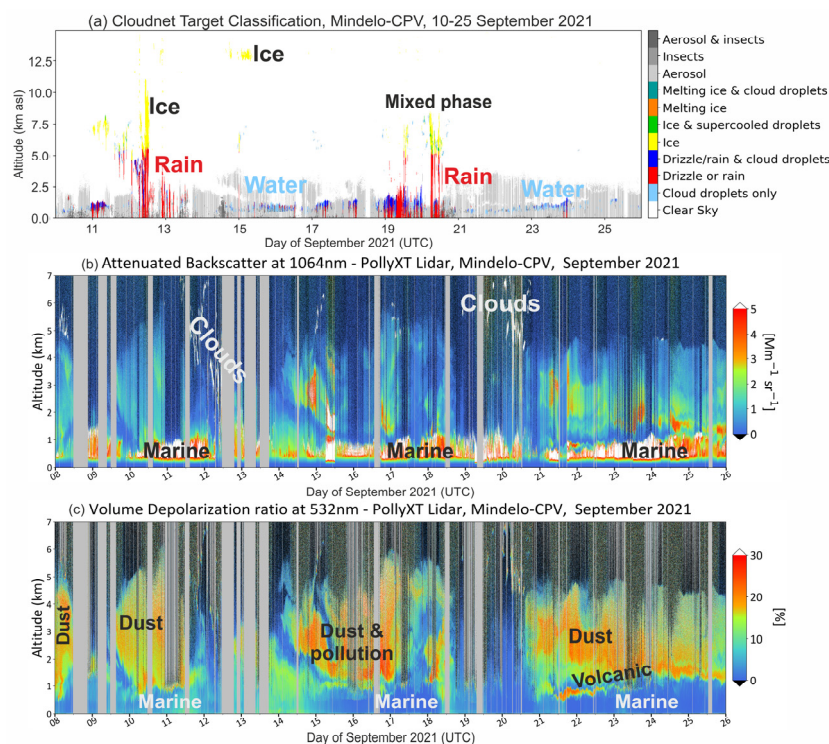 (a) Cloudnet Target Classification, Mindelo-CPV, 10-25 September 2021
Altitude (km asl)
12.5
10.0
7.5
5.0
2.5
0.0
Ice
Ice
Mixed phase
Rain
Water
Rain
Water
11 13 15 17 19 21 23 25
Day of September 2021 (UTC)
Aerosol & insects
Insects
Aerosol
Melting ice & cloud droplets
Melting ice
Ice & supercooled droplets
Ice
Drizzle/rain & cloud droplets
Drizzle or rain
Cloud droplets only
Clear Sky
(b) Attenuated Backscatter at 1064nm - PollyXT Lidar, Mindelo-CPV, September 2021
Altitude (km)
7
6
5
4
3
2
1
0
Clouds
Clouds
Marine
Marine
Marine
08 09 10 11 12 13 14 15 16 17 18 19 20 21 22 23 24 25 26
Day of September 2021 (UTC)
5
4
3
2
1
0
[Mm⁻¹ sr⁻¹]
(c) Volume Depolarization ratio at 532nm - PollyXT Lidar, Mindelo-CPV, September 2021
Altitude (km)
7
6
5
4
3
2
1
0
Dust
Dust
Dust &
pollution
Dust
Volcanic
Marine
Marine
Marine
08 09 10 11 12 13 14 15 16 17 18 19 20 21 22 23 24 25 26
Day of September 2021 (UTC)
30
20
10
0
[%]